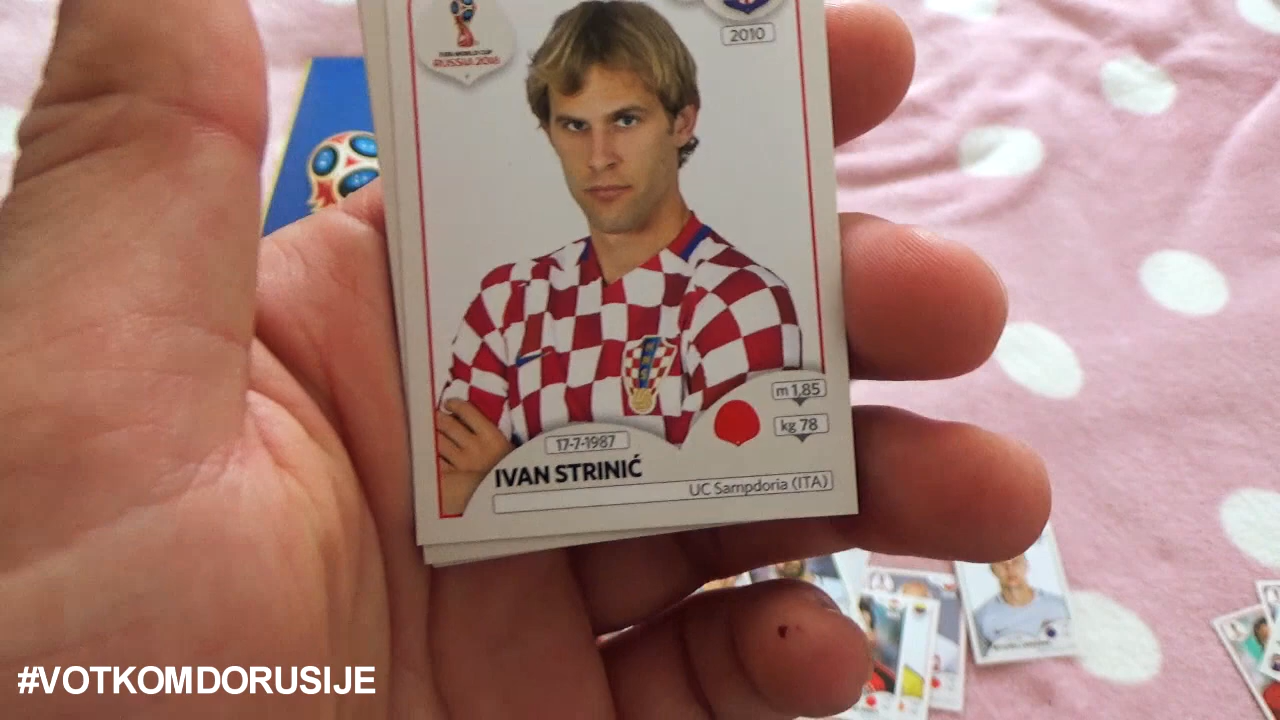 2010
FIFA WORLD CUP
RUSSIA 2018
m 1,85
kg 78
17-7-1987
IVAN STRINIĆ
UC Sampdoria (ITA)
#VOTKOMDORUSIJE